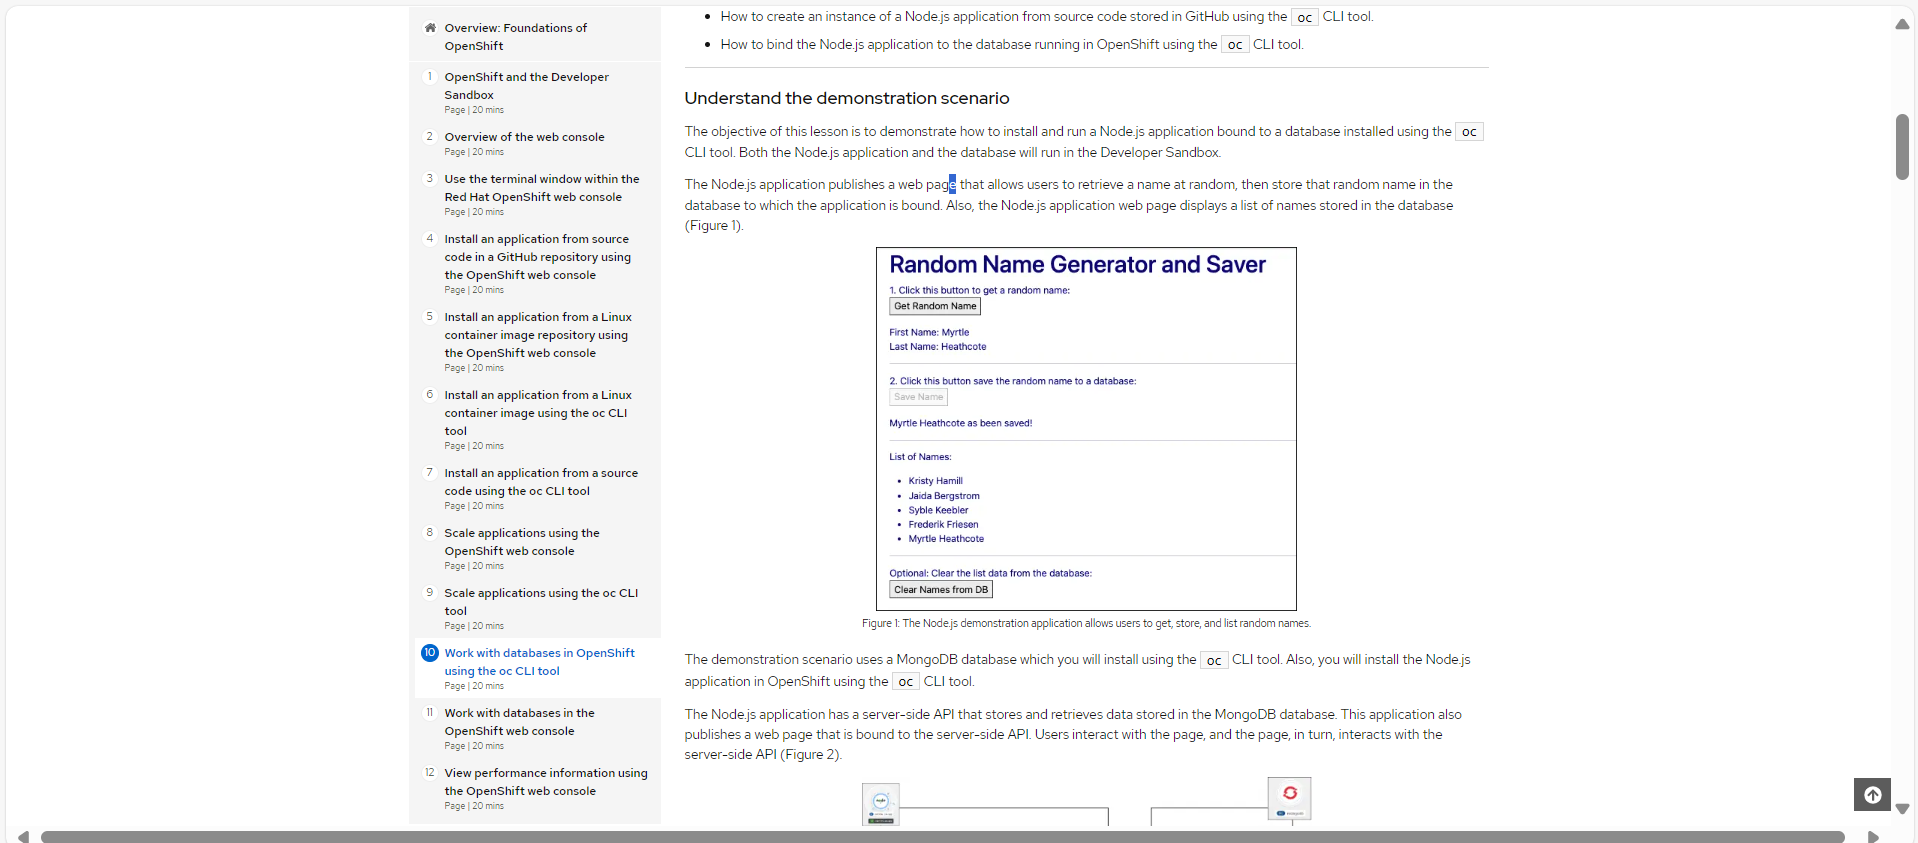 Overview: Foundations of
OpenShift
1
OpenShift and the Developer
Sandbox
Page | 20 mins
2
Overview of the web console
Page | 20 mins
3
Use the terminal window within the
Red Hat OpenShift web console
Page | 20 mins
4
Install an application from source
code in a GitHub repository using
the OpenShift web console
Page | 20 mins
5
Install an application from a Linux
container image repository using
the OpenShift web console
Page | 20 mins
6
Install an application from a Linux
container image using the oc CLI
tool
Page | 20 mins
7
Install an application from a source
code using the oc CLI tool
Page | 20 mins
8
Scale applications using the
OpenShift web console
Page | 20 mins
9
Scale applications using the oc CLI
tool
Page | 20 mins
10
Work with databases in OpenShift
using the oc CLI tool
Page | 20 mins
11
Work with databases in the
OpenShift web console
Page | 20 mins
12
View performance information using
the OpenShift web console
Page | 20 mins
• How to create an instance of a Node.js application from source code stored in GitHub using the oc CLI tool.
• How to bind the Node.js application to the database running in OpenShift using the oc CLI tool.
Understand the demonstration scenario
The objective of this lesson is to demonstrate how to install and run a Node.js application bound to a database installed using the oc
CLI tool. Both the Node.js application and the database will run in the Developer Sandbox.
The Node.js application publishes a web page that allows users to retrieve a name at random, then store that random name in the
database to which the application is bound. Also, the Node.js application web page displays a list of names stored in the database
(Figure 1).
Random Name Generator and Saver
1. Click this button to get a random name:
Get Random Name
First Name: Myrtle
Last Name: Heathcote
2. Click this button save the random name to a database:
Save Name
Myrtle Heathcote as been saved!
List of Names:
• Kristy Hamill
• Jaida Bergstrom
• Syble Keebler
• Frederik Friesen
• Myrtle Heathcote
Optional: Clear the list data from the database:
Clear Names from DB
Figure 1: The Node.js demonstration application allows users to get, store, and list random names.
The demonstration scenario uses a MongoDB database which you will install using the oc CLI tool. Also, you will install the Node.js
application in OpenShift using the oc CLI tool.
The Node.js application has a server-side API that stores and retrieves data stored in the MongoDB database. This application also
publishes a web page that is bound to the server-side API. Users interact with the page, and the page, in turn, interacts with the
server-side API (Figure 2).